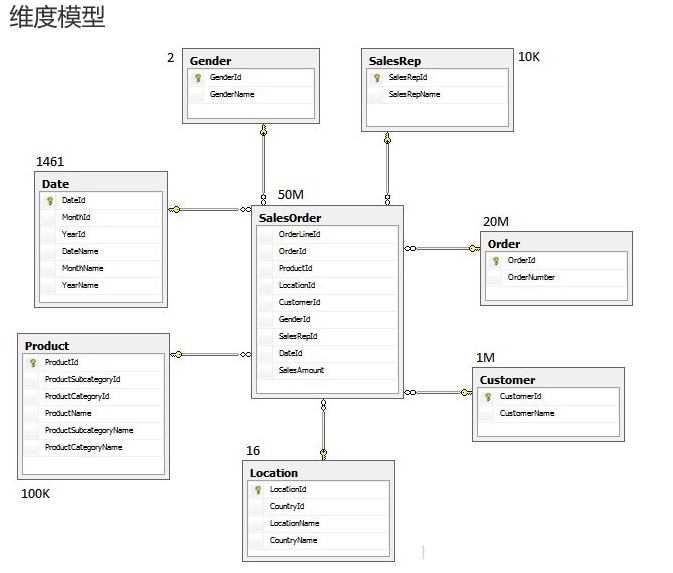 维度模型
2
Gender
GenderId
GenderName
SalesRep
SalesRepId
SalesRepName
10K
1461
Date
DateId
MonthId
YearId
DateName
MonthName
YearName
50M
SalesOrder
OrderLineId
OrderId
ProductId
LocationId
CustomerId
GenderId
SalesRepId
DateId
SalesAmount
20M
Order
OrderId
OrderNumber
Product
ProductId
ProductSubcategoryId
ProductCategoryId
ProductName
ProductSubcategoryName
ProductCategoryName
100K
1M
Customer
CustomerId
CustomerName
16
Location
LocationId
CountryId
LocationName
CountryName
}